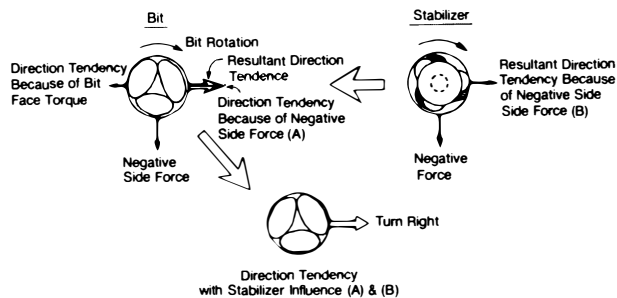 Bit
Stabilizer
Bit Rotation
Direction Tendency
Because of Bit
Face Torque
Resultant Direction
Tendence
Direction Tendency
Because of Negative
Side Force (A)
Negative
Side Force
Resultant Direction
Tendency Because
of Negative Side
Side Force (B)
Negative
Force
Turn Right
Direction Tendency
with Stabilizer Influence (A) & (B)